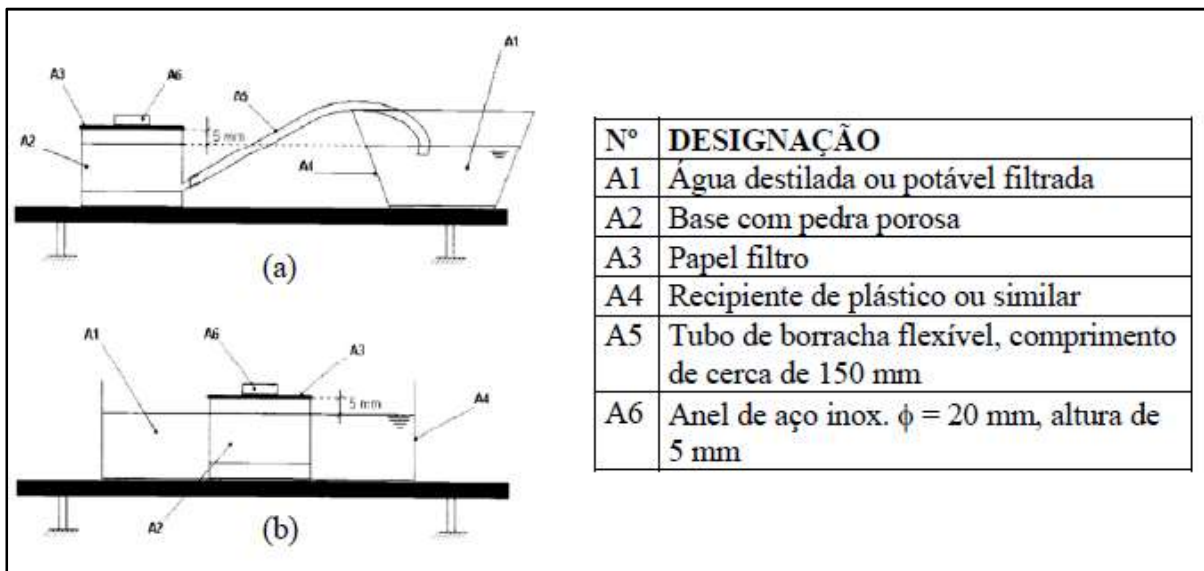 A1
A3
A6
A5
A2
5 mm
A4
(a)
A1
A6
A3
5 mm
A4
A2
(b)
Nº DESIGNAÇÃO
A1 Água destilada ou potável filtrada
A2 Base com pedra porosa
A3 Papel filtro
A4 Recipiente de plástico ou similar
A5 Tubo de borracha flexível, comprimento
de cerca de 150 mm
A6 Anel de aço inox. ϕ = 20 mm, altura de
5 mm